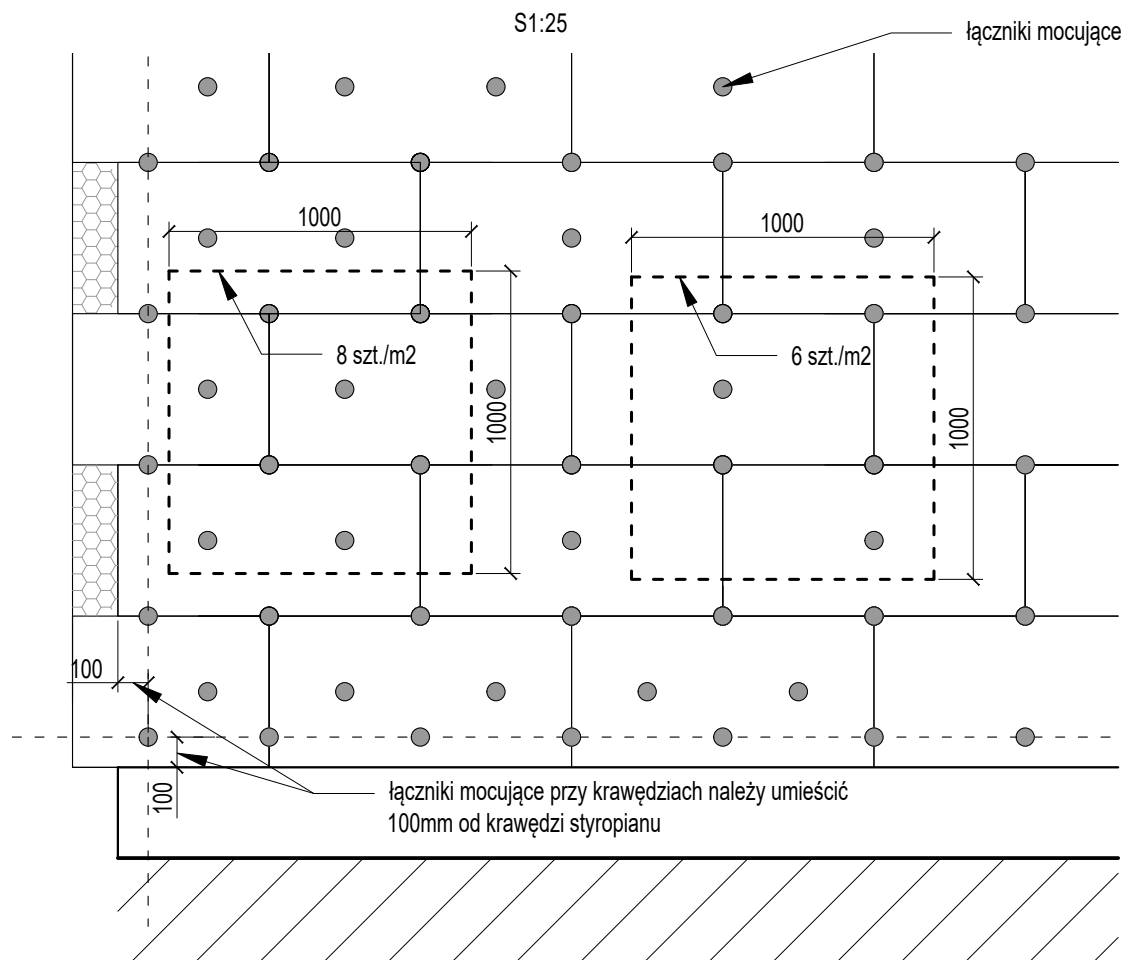 S1:25
łączniki mocujące
1000
1000
8 szt./m2
6 szt./m2
1000
1000
100
100
łączniki mocujące przy krawędziach należy umieścić
100mm od krawędzi styropianu